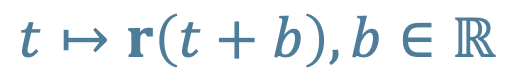 t ↦ r(t + b), b ∈ ℝ